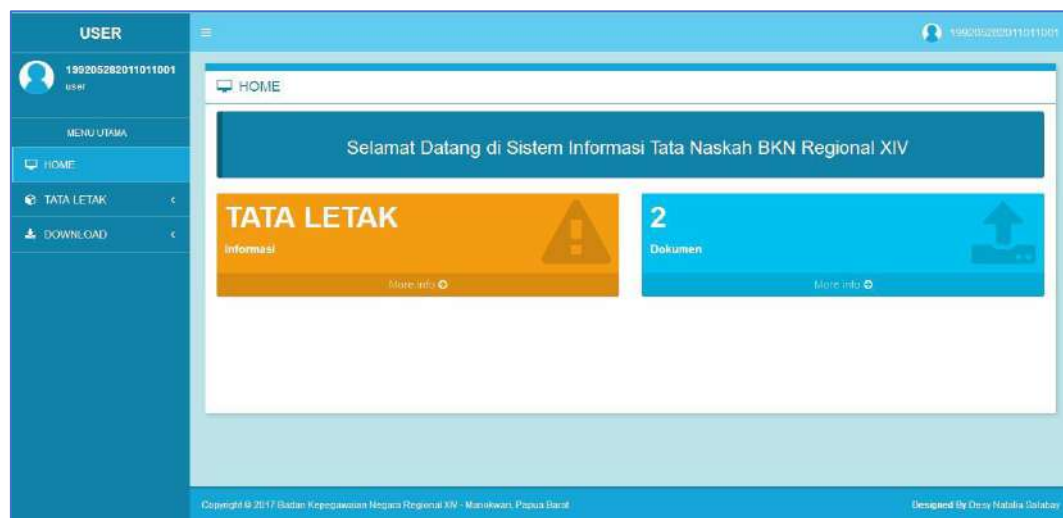 USER
199205282011011001
199205282011011001
user
HOME
MENU UTAMA
Selamat Datang di Sistem Informasi Tata Naskah BKN Regional XIV
HOME
TATA LETAK
DOWNLOAD
TATA LETAK
Informasi
More info
2
Dokumen
More info
Copyright © 2017 Badan Kepegawaian Negara Regional XIV - Manokwari, Papua Barat
Designed By Desy Natalia